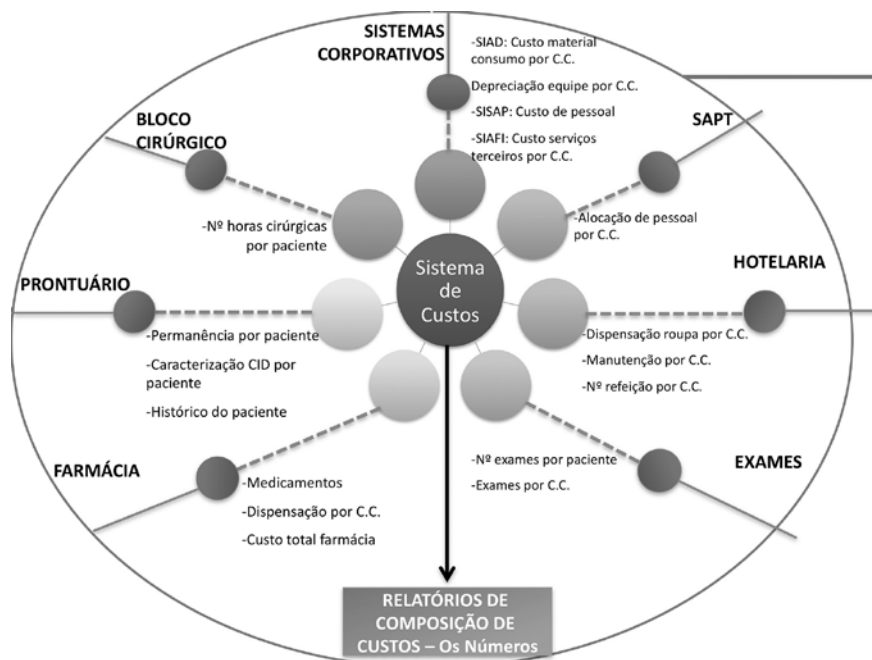 SISTEMAS
CORPORATIVOS
-SIAD: Custo material
consumo por C.C.
Depreciação equipe por C.C.
-SISAP: Custo de pessoal
-SIAFI: Custo serviços
terceiros por C.C.
BLOCO
CIRÚRGICO
-Nº horas cirúrgicas
por paciente
SAPT
-Alocação de pessoal
por C.C.
Sistema
de
Custos
PRONTUÁRIO
-Permanência por paciente
-Caracterização CID por
paciente
-Histórico do paciente
HOTELARIA
-Dispensação roupa por C.C.
-Manutenção por C.C.
-Nº refeição por C.C.
FARMÁCIA
-Medicamentos
-Dispensação por C.C.
-Custo total farmácia
-Nº exames por paciente
-Exames por C.C.
EXAMES
RELATÓRIOS DE
COMPOSIÇÃO DE
CUSTOS – Os Números